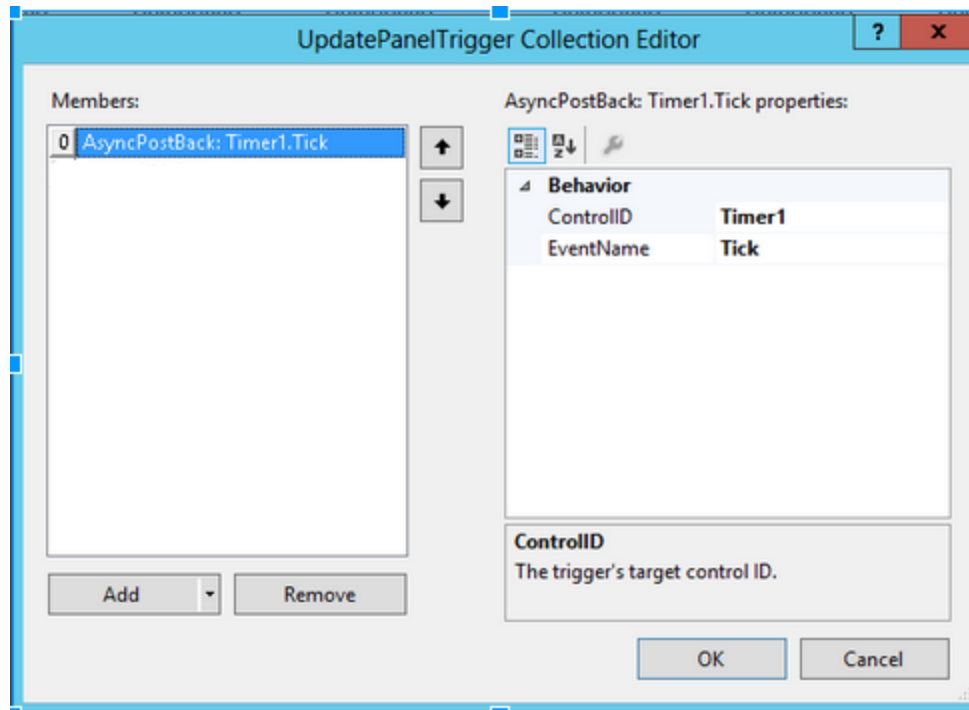 UpdatePanelTrigger Collection Editor
?
x
Members:
0 AsyncPostBack: Timer1.Tick
AsyncPostBack: Timer1.Tick properties:
Behavior
ControlID Timer1
EventName Tick
ControlID
The trigger's target control ID.
Add
Remove
OK
Cancel